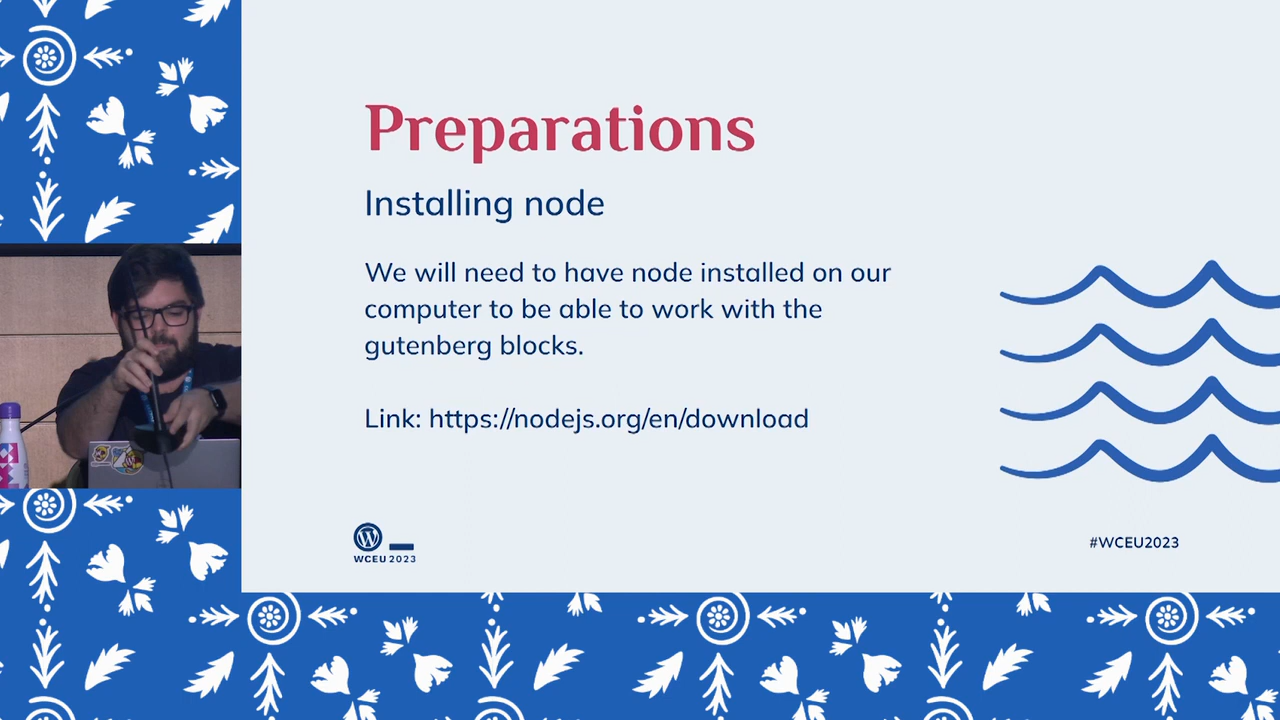 Preparations
Installing node
We will need to have node installed on our
computer to be able to work with the
gutenberg blocks.
Link: https://nodejs.org/en/download
WCEU 2023
#WCEU2023